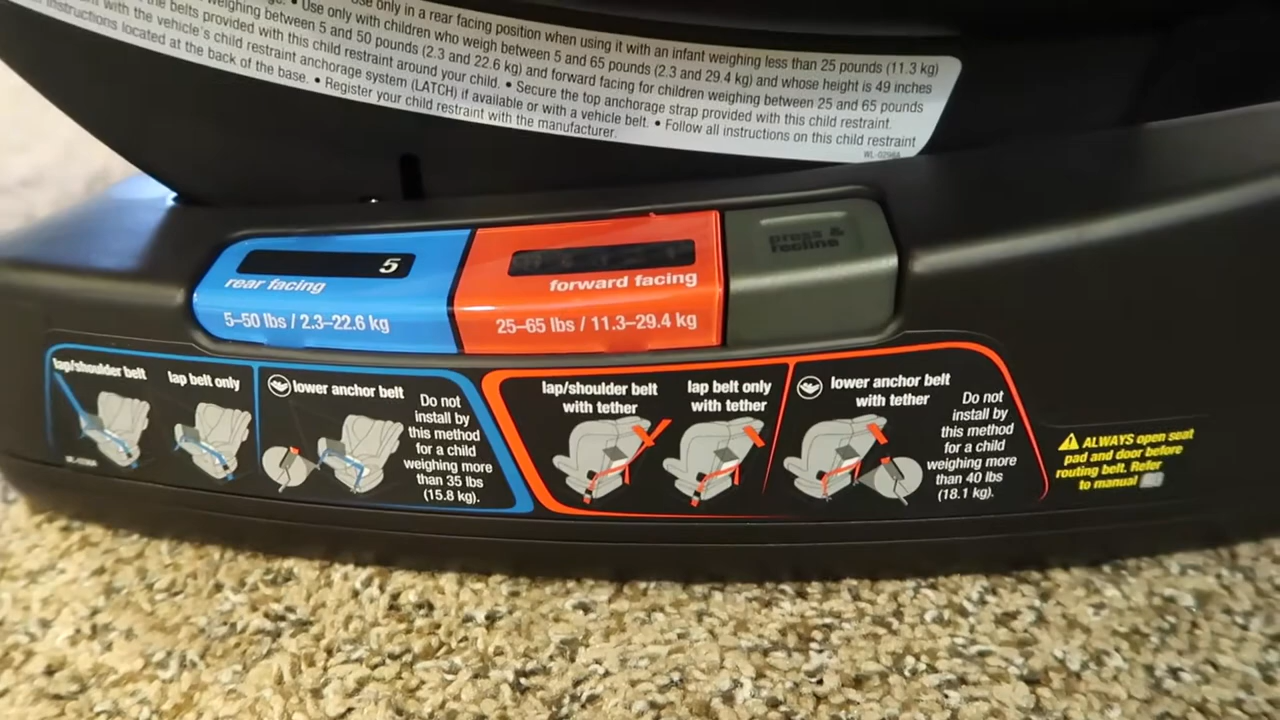 se only in a rear facing position when using it with an infant weighing less than 25 pounds (11.3 kg)
• Use only with children who weigh between 5 and 65 pounds (2.3 and 29.4 kg) and whose height is 49 inches
weighing between 5 and 50 pounds (2.3 and 22.6 kg) and forward facing for children weighing between 25 and 65 pounds
the belts provided with this child restraint around your child. • Secure the top anchorage strap provided with this child restraint.
with the vehicle's child restraint anchorage system (LATCH) if available or with a vehicle belt. • Follow all instructions on this child restraint
instructions located at the back of the base. • Register your child restraint with the manufacturer.
WL-0298A
5
rear facing
5–50 lbs / 2.3–22.6 kg
forward facing
25–65 lbs / 11.3–29.4 kg
press &
recline
lap/shoulder belt
lap belt only
lower anchor belt
Do not
install by
this method
for a child
weighing more
than 35 lbs
(15.8 kg).
lap/shoulder belt
with tether
lap belt only
with tether
lower anchor belt
with tether
Do not
install by
this method
for a child
weighing more
than 40 lbs
(18.1 kg).
ALWAYS open seat
pad and door before
routing belt. Refer
to manual